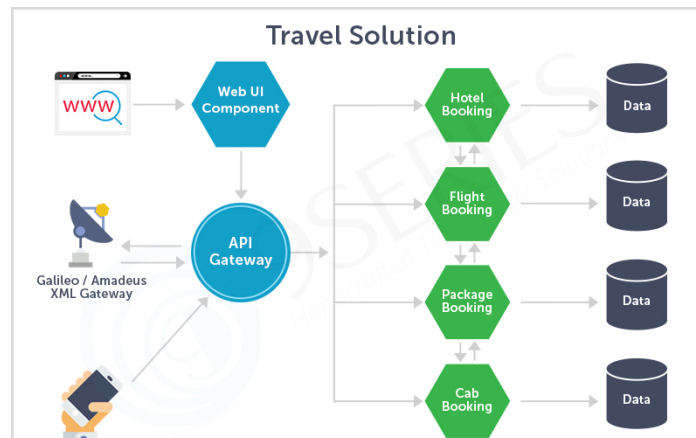 Travel Solution
www
Web UI
Component
Hotel
Booking
Data
Flight
Booking
Data
API
Gateway
Galileo / Amadeus
XML Gateway
Package
Booking
Data
Cab
Booking
Data